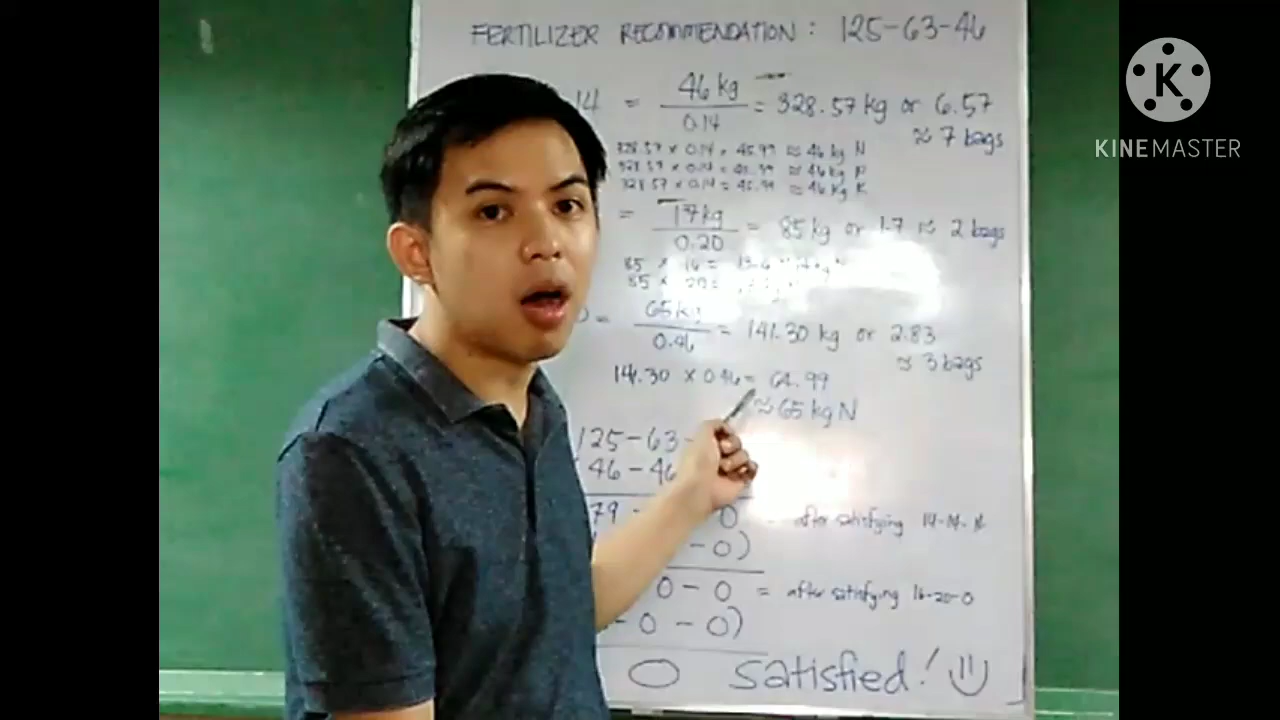 FERTILIZER RECOMMENDATION: 125-63-46
K
KINEMASTER
14 = 46 kg / 0.14 = 328.57 kg or 6.57
≈ 7 bags
328.57 x 0.14 = 45.99 ≈ 46 kg N
328.57 x 0.14 = 45.99 ≈ 46 kg P
328.57 x 0.14 = 45.99 ≈ 46 kg K
= 17 kg / 0.20 = 85 kg or 1.7 ≈ 2 bags
85 x 16 =
85 x 20 =
0 = 65 kg / 0.46 = 141.30 kg or 2.83
≈ 3 bags
141.30 x 0.46 = 64.99
≈ 65 kg N
125-63-
46-46
79 - 0 = after satisfying 14-14-14
- 0)
0 - 0 = after satisfying 16-20-0
- 0 - 0)
0 satisfied! =)